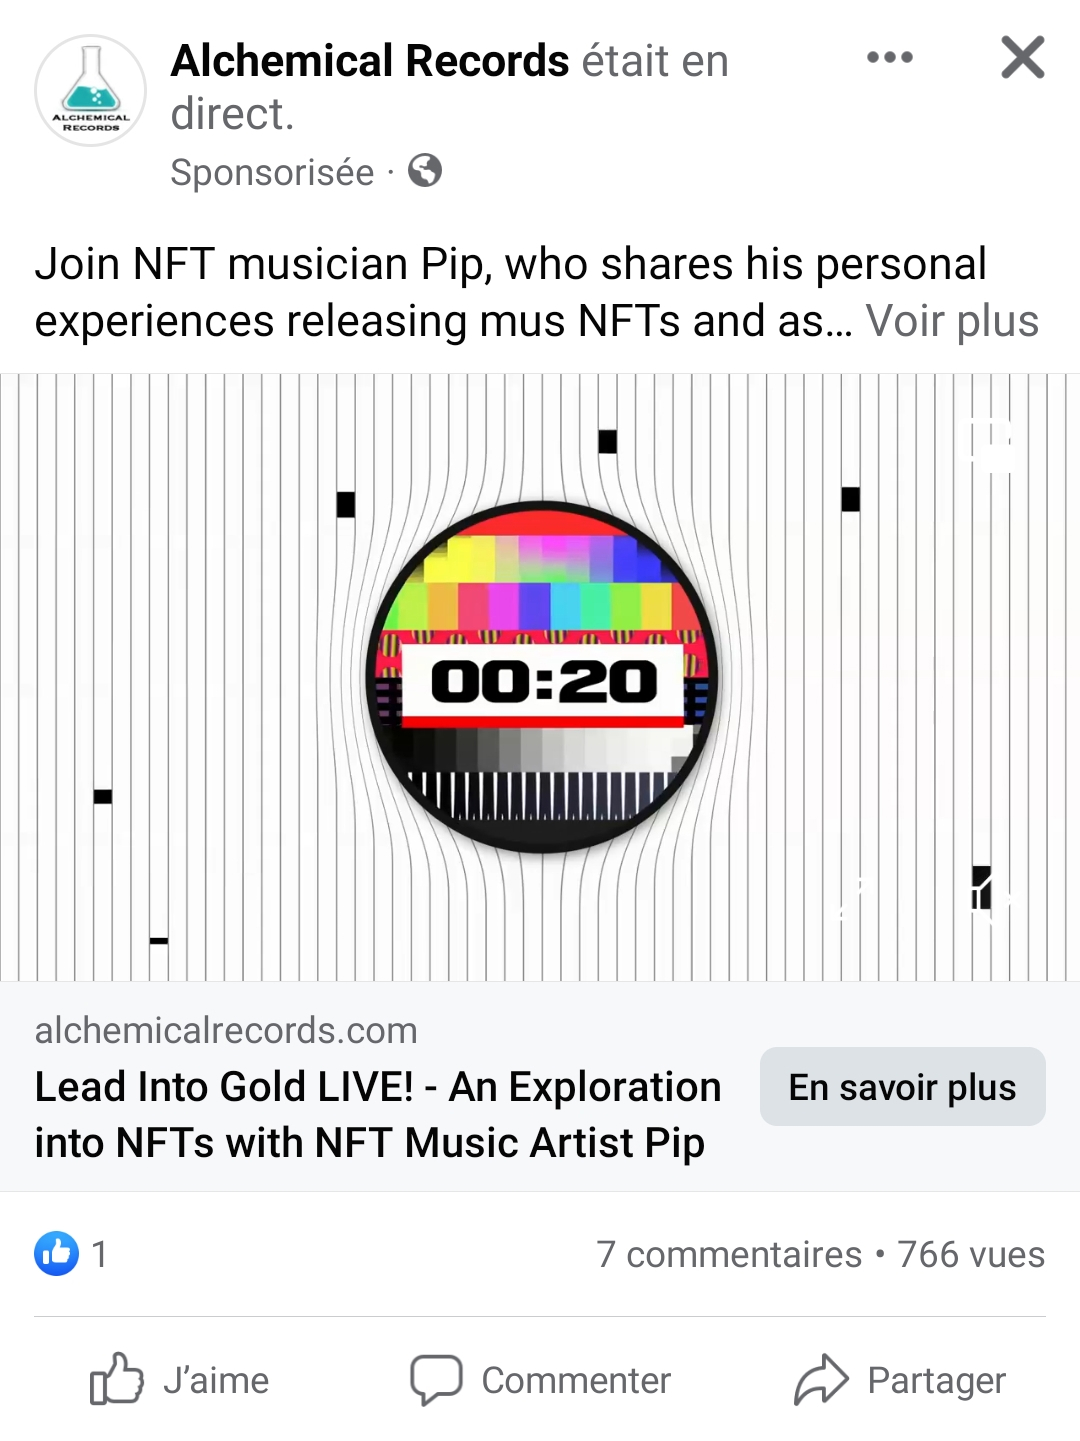 ALCHEMICAL
RECORDS
Alchemical Records était en
direct.
Sponsorisée ·
Join NFT musician Pip, who shares his personal
experiences releasing mus NFTs and as... Voir plus
00:20
alchemicalrecords.com
Lead Into Gold LIVE! - An Exploration
into NFTs with NFT Music Artist Pip
En savoir plus
1
7 commentaires • 766 vues
J’aime
Commenter
Partager